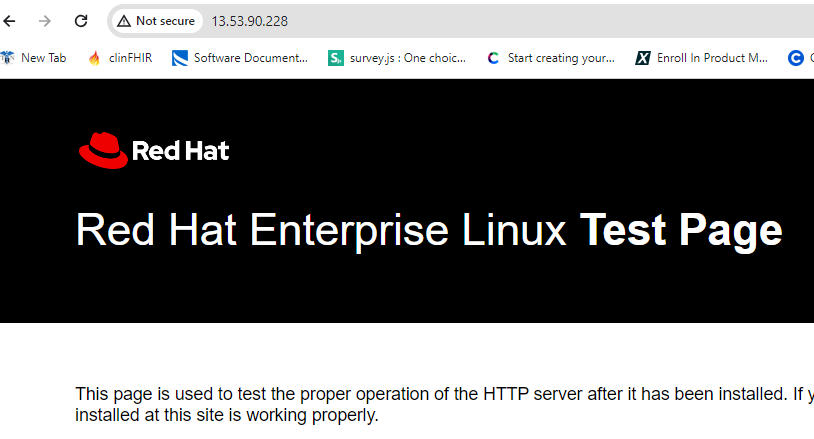 Not secure 13.53.90.228
New Tab clinFHIR Software Document... survey.js : One choic... Start creating your... Enroll In Product M...
Red Hat
Red Hat Enterprise Linux Test Page
This page is used to test the proper operation of the HTTP server after it has been installed. If
installed at this site is working properly.